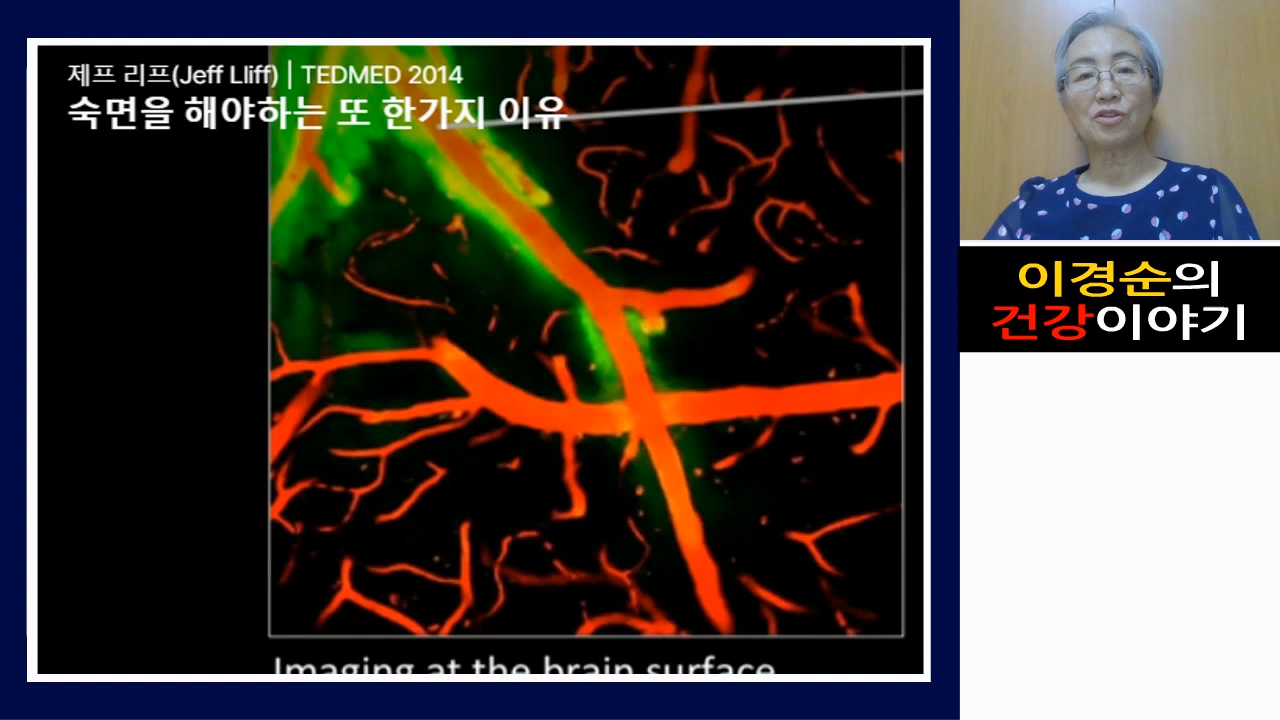 제프 리프(Jeff Lliff) | TEDMED 2014
숙면을 해야하는 또 한가지 이유
Imaging at the brain surface
이경순의
건강이야기